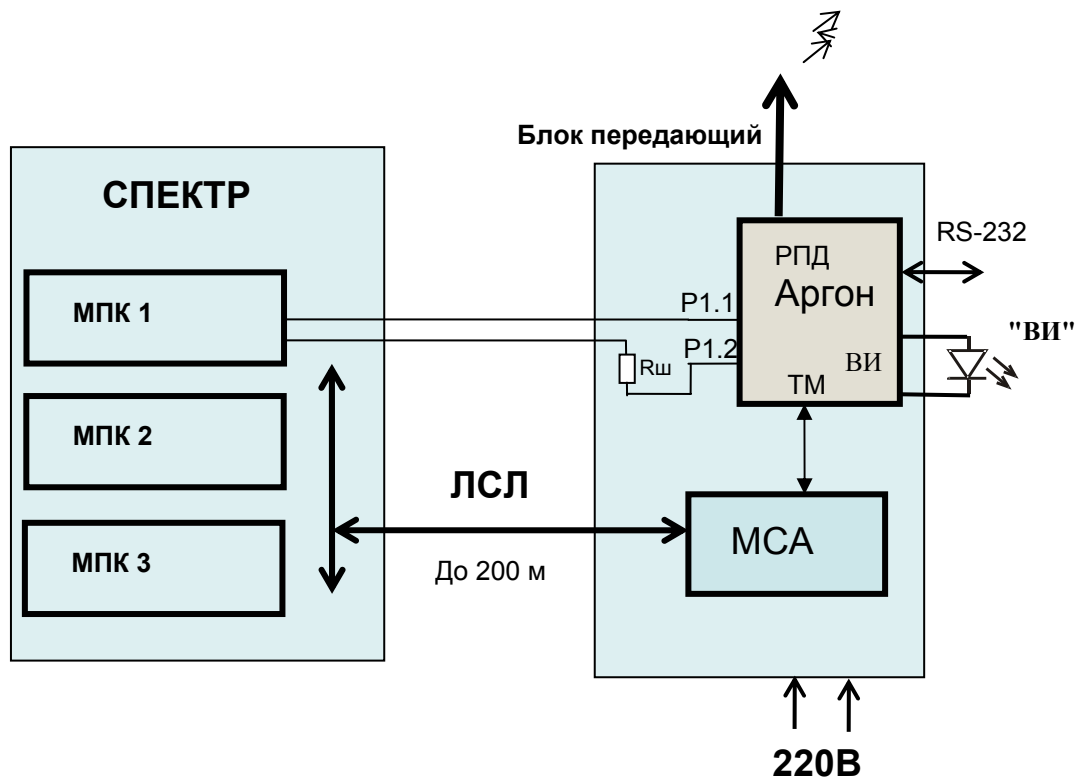 Блок передающий
СПЕКТР
МПК 1
МПК 2
МПК 3
ЛСЛ
До 200 м
P1.1
P1.2
Rш
РПД
Аргон
ВИ
ТМ
МСА
RS-232
"ВИ"
220В